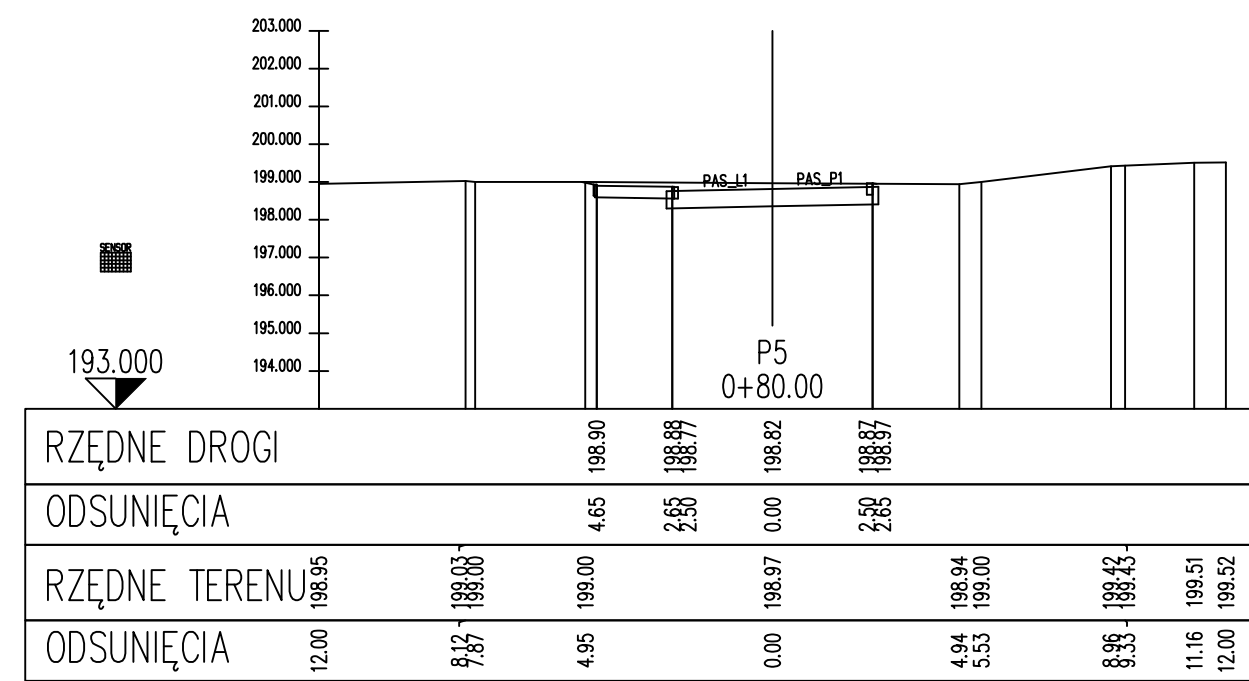 203.000
202.000
201.000
200.000
199.000
198.000
197.000
196.000
195.000
194.000
PAS_L1 PAS_P1
SENSOR
193.000
P5
0+80.00
RZĘDNE DROGI 198.90 198.88 198.77 198.82 198.87 198.97
ODSUNIĘCIA 4.65 2.65 2.50 0.00 2.50 2.65
RZĘDNE TERENU 198.95 199.03 199.00 199.00 198.97 198.94 199.00 199.42 199.43 199.51 199.52
ODSUNIĘCIA 12.00 8.12 7.87 4.95 0.00 4.94 5.53 8.96 9.33 11.16 12.00